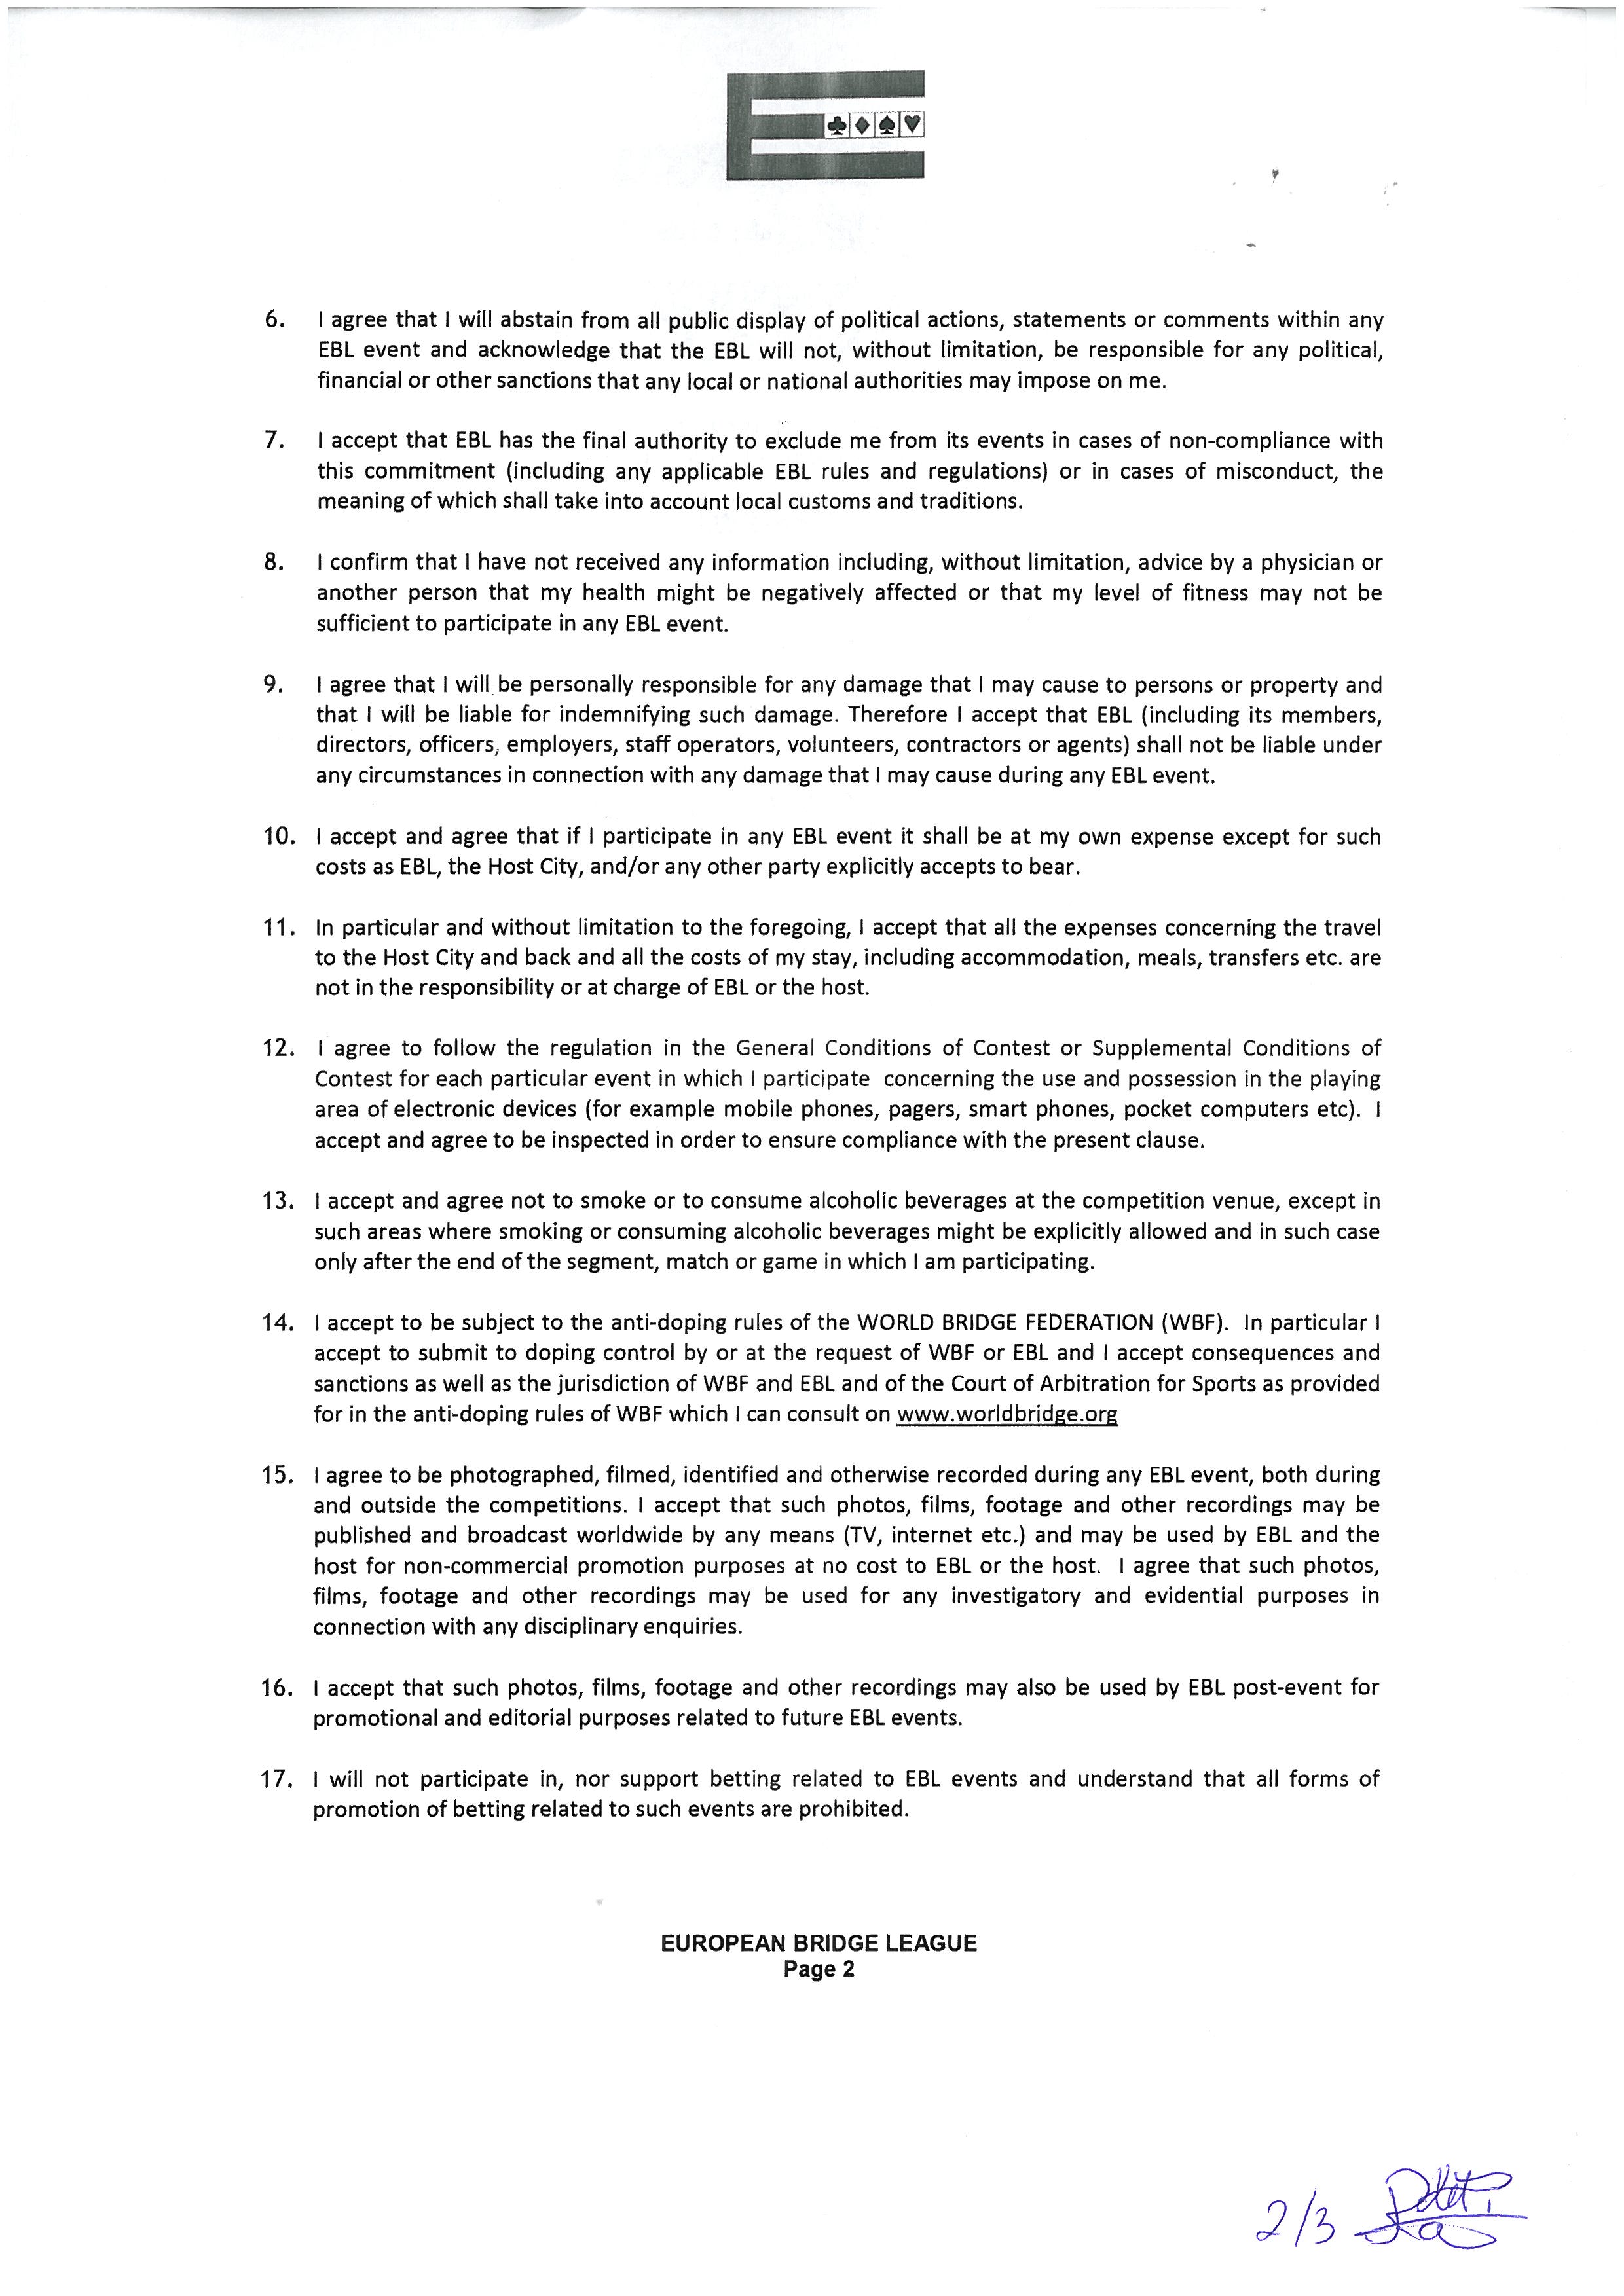 6. I agree that I will abstain from all public display of political actions, statements or comments within any
EBL event and acknowledge that the EBL will not, without limitation, be responsible for any political,
financial or other sanctions that any local or national authorities may impose on me.
7. I accept that EBL has the final authority to exclude me from its events in cases of non-compliance with
this commitment (including any applicable EBL rules and regulations) or in cases of misconduct, the
meaning of which shall take into account local customs and traditions.
8. I confirm that I have not received any information including, without limitation, advice by a physician or
another person that my health might be negatively affected or that my level of fitness may not be
sufficient to participate in any EBL event.
9. I agree that I will be personally responsible for any damage that I may cause to persons or property and
that I will be liable for indemnifying such damage. Therefore I accept that EBL (including its members,
directors, officers, employers, staff operators, volunteers, contractors or agents) shall not be liable under
any circumstances in connection with any damage that I may cause during any EBL event.
10. I accept and agree that if I participate in any EBL event it shall be at my own expense except for such
costs as EBL, the Host City, and/or any other party explicitly accepts to bear.
11. In particular and without limitation to the foregoing, I accept that all the expenses concerning the travel
to the Host City and back and all the costs of my stay, including accommodation, meals, transfers etc. are
not in the responsibility or at charge of EBL or the host.
12. I agree to follow the regulation in the General Conditions of Contest or Supplemental Conditions of
Contest for each particular event in which I participate concerning the use and possession in the playing
area of electronic devices (for example mobile phones, pagers, smart phones, pocket computers etc). I
accept and agree to be inspected in order to ensure compliance with the present clause.
13. I accept and agree not to smoke or to consume alcoholic beverages at the competition venue, except in
such areas where smoking or consuming alcoholic beverages might be explicitly allowed and in such case
only after the end of the segment, match or game in which I am participating.
14. I accept to be subject to the anti-doping rules of the WORLD BRIDGE FEDERATION (WBF). In particular I
accept to submit to doping control by or at the request of WBF or EBL and I accept consequences and
sanctions as well as the jurisdiction of WBF and EBL and of the Court of Arbitration for Sports as provided
for in the anti-doping rules of WBF which I can consult on www.worldbridge.org
15. I agree to be photographed, filmed, identified and otherwise recorded during any EBL event, both during
and outside the competitions. I accept that such photos, films, footage and other recordings may be
published and broadcast worldwide by any means (TV, internet etc.) and may be used by EBL and the
host for non-commercial promotion purposes at no cost to EBL or the host. I agree that such photos,
films, footage and other recordings may be used for any investigatory and evidential purposes in
connection with any disciplinary enquiries.
16. I accept that such photos, films, footage and other recordings may also be used by EBL post-event for
promotional and editorial purposes related to future EBL events.
17. I will not participate in, nor support betting related to EBL events and understand that all forms of
promotion of betting related to such events are prohibited.
EUROPEAN BRIDGE LEAGUE
Page 2
2/3